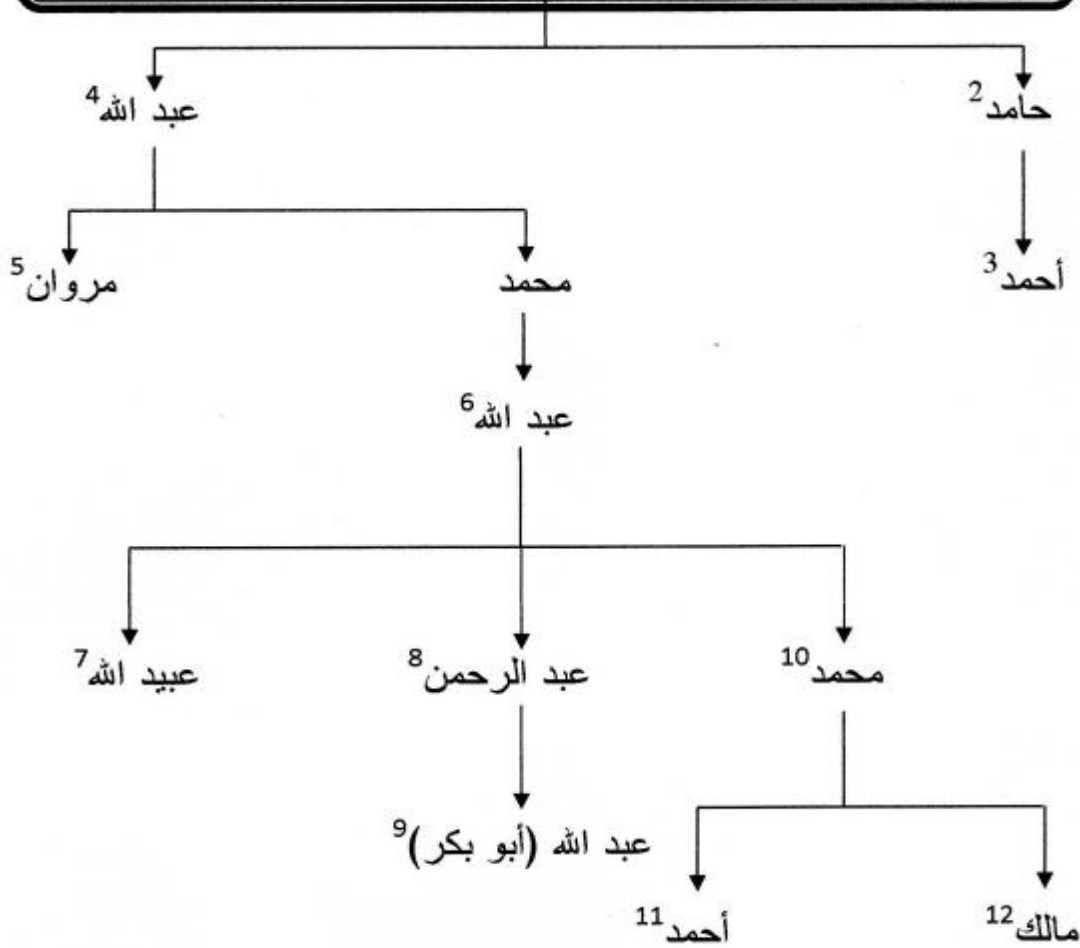 حامد2 عبد الله4
أحمد3 محمد مروان5
عبد الله6
محمد10 عبد الرحمن8 عبيد الله7
عبد الله (أبو بكر)9
مالك12 أحمد11